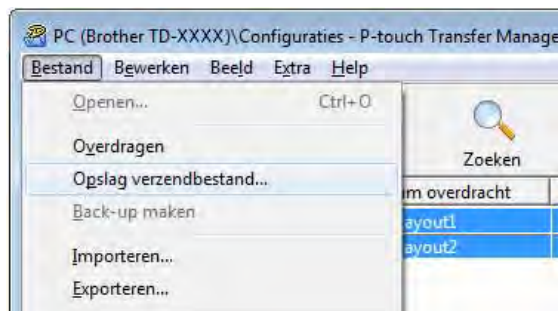 PC (Brother TD-XXXX)\Configuraties - P-touch Transfer Manage
Bestand Bewerken Beeld Extra Help
Openen... Ctrl+O
Overdragen
Opslag verzendbestand...
Back-up maken
Importeren...
Exporteren...
Zoeken
m overdracht
ayout1
ayout2